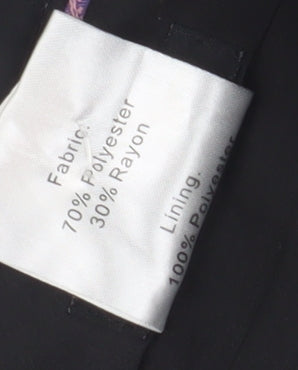 Fabric:
70% Polyester
30% Rayon
Lining:
100% Polyester